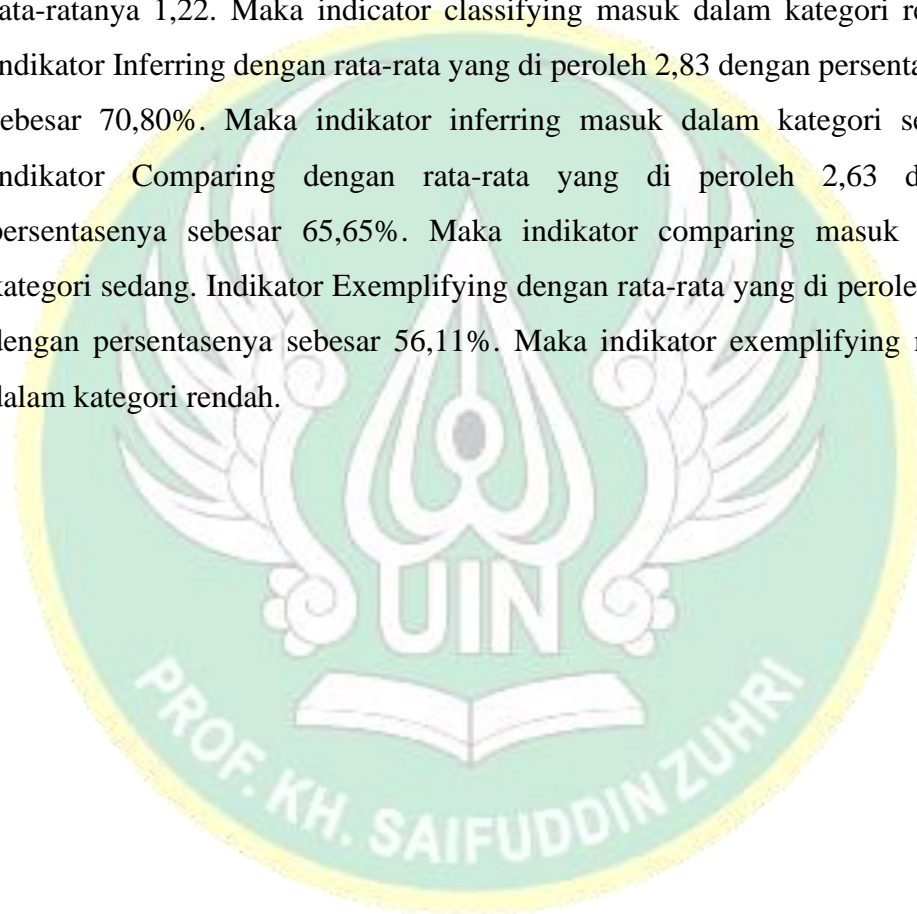 rata-ratanya 1,22. Maka indicator classifying masuk dalam kategori
Indikator Inferring dengan rata-rata yang di peroleh 2,83 dengan
sebesar 70,80%. Maka indikator inferring masuk dalam kategori
Indikator Comparing dengan rata-rata yang di peroleh 2,63
persentasenya sebesar 65,65%. Maka indikator comparing masuk
kategori sedang. Indikator Exemplifying dengan rata-rata yang di
dengan persentasenya sebesar 56,11%. Maka indikator exemplifying
dalam kategori rendah.
UIN
PROF. KH. SAIFUDDIN ZUHRI